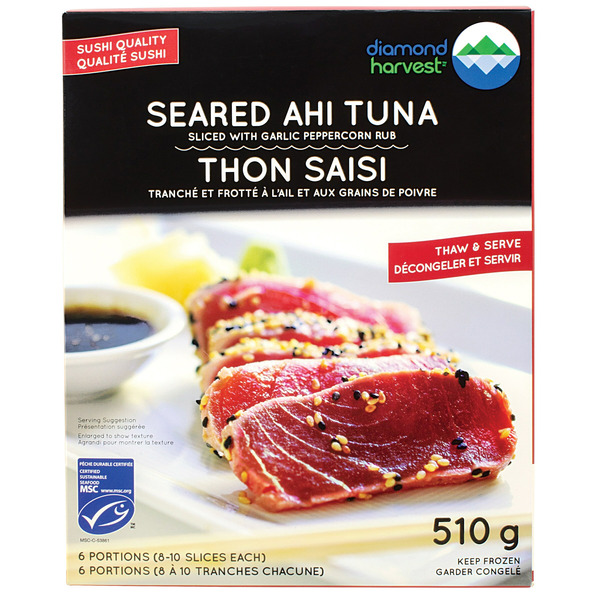 SUSHI QUALITY
QUALITÉ SUSHI
diamond
harvest
SEARED AHI TUNA
SLICED WITH GARLIC PEPPERCORN RUB
THON SAISI
TRANCHÉ ET FROTTÉ À L'AIL ET AUX GRAINS DE POIVRE
THAW & SERVE
DÉCONGELER ET SERVIR
Serving Suggestion
Présentation suggérée
Enlarged to show texture
Agrandi pour montrer la texture
PÊCHE DURABLE CERTIFIÉE
CERTIFIED
SUSTAINABLE
SEAFOOD
MSC
www.msc.org
MSC-C-53661
510 g
6 PORTIONS (8-10 SLICES EACH)
6 PORTIONS (8 À 10 TRANCHES CHACUNE)
KEEP FROZEN
GARDER CONGELÉ